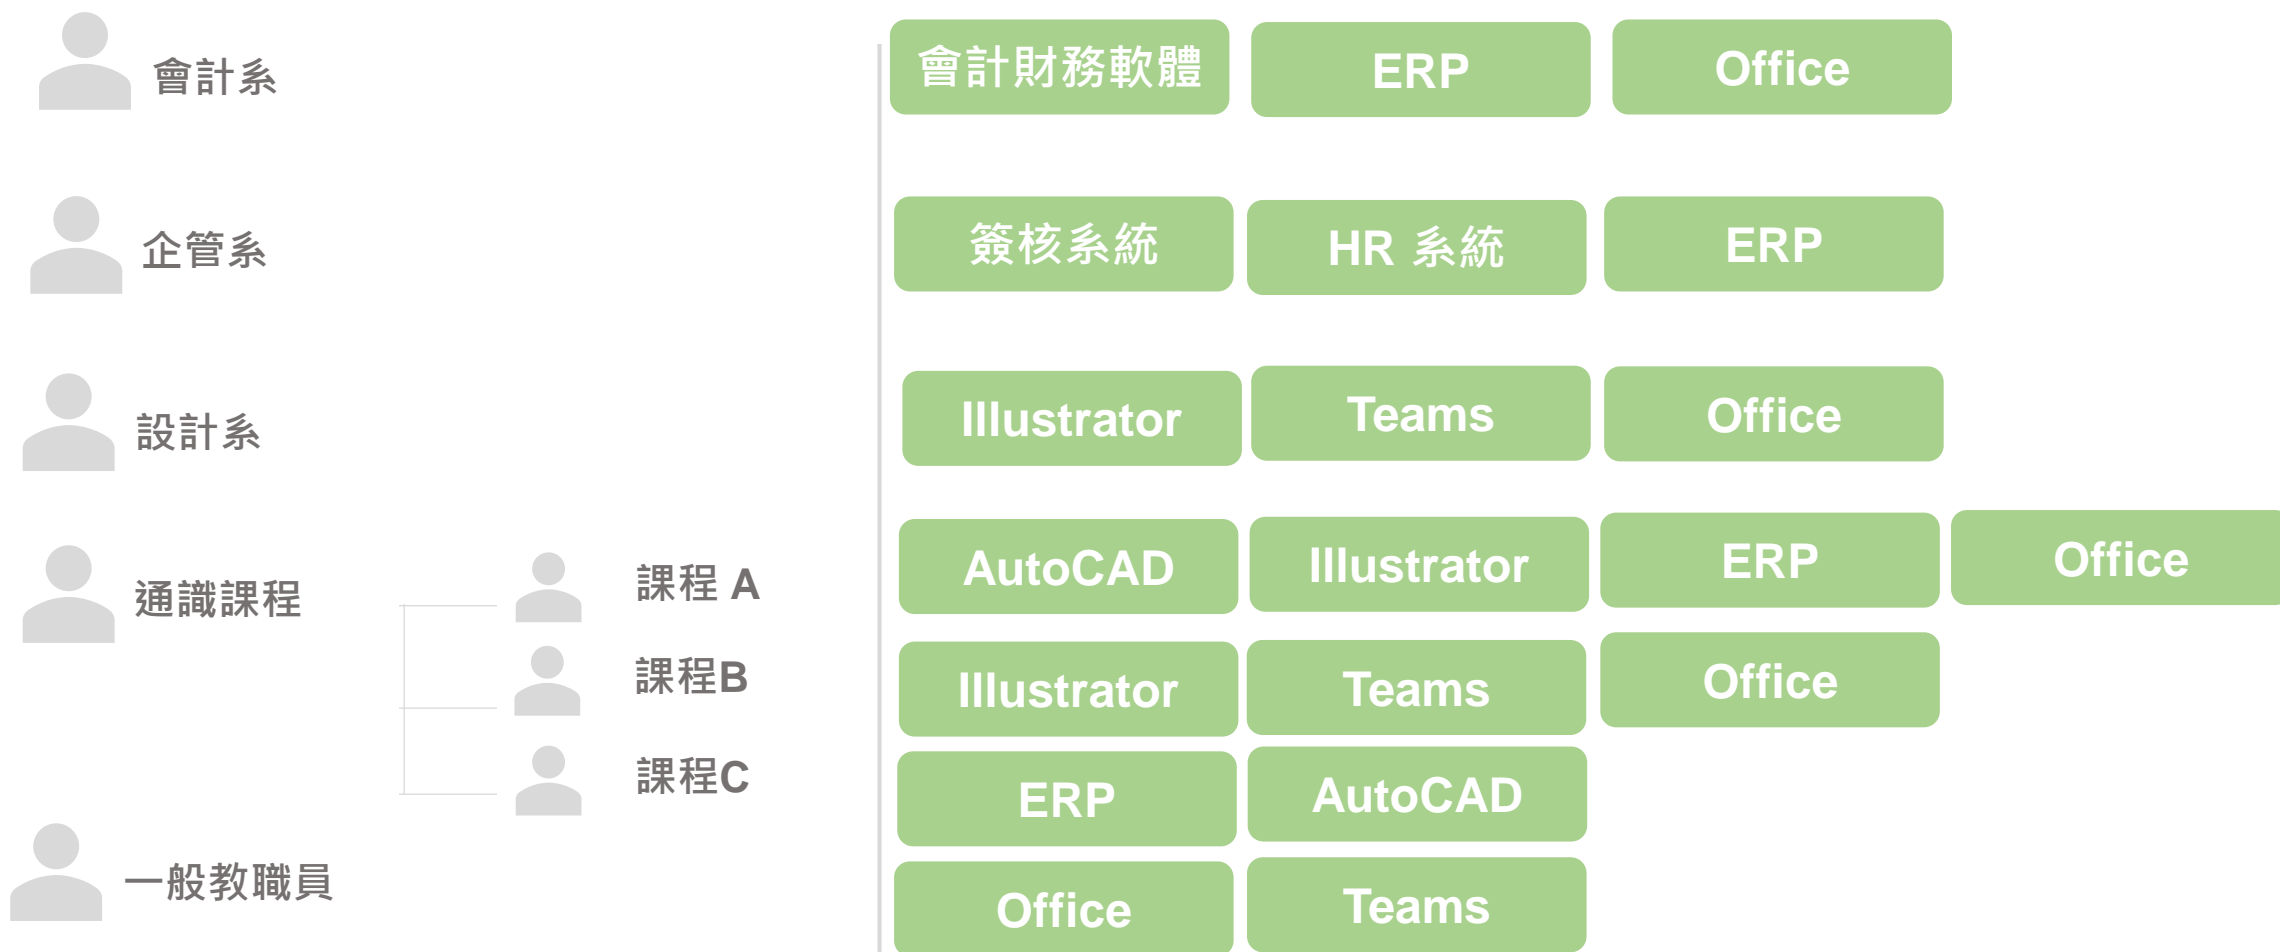 會計系
會計財務軟體
ERP
Office
企管系
簽核系統
HR 系統
ERP
設計系
Illustrator
Teams
Office
通識課程
課程 A
AutoCAD
Illustrator
ERP
Office
課程B
Illustrator
Teams
Office
課程C
ERP
AutoCAD
一般教職員
Office
Teams